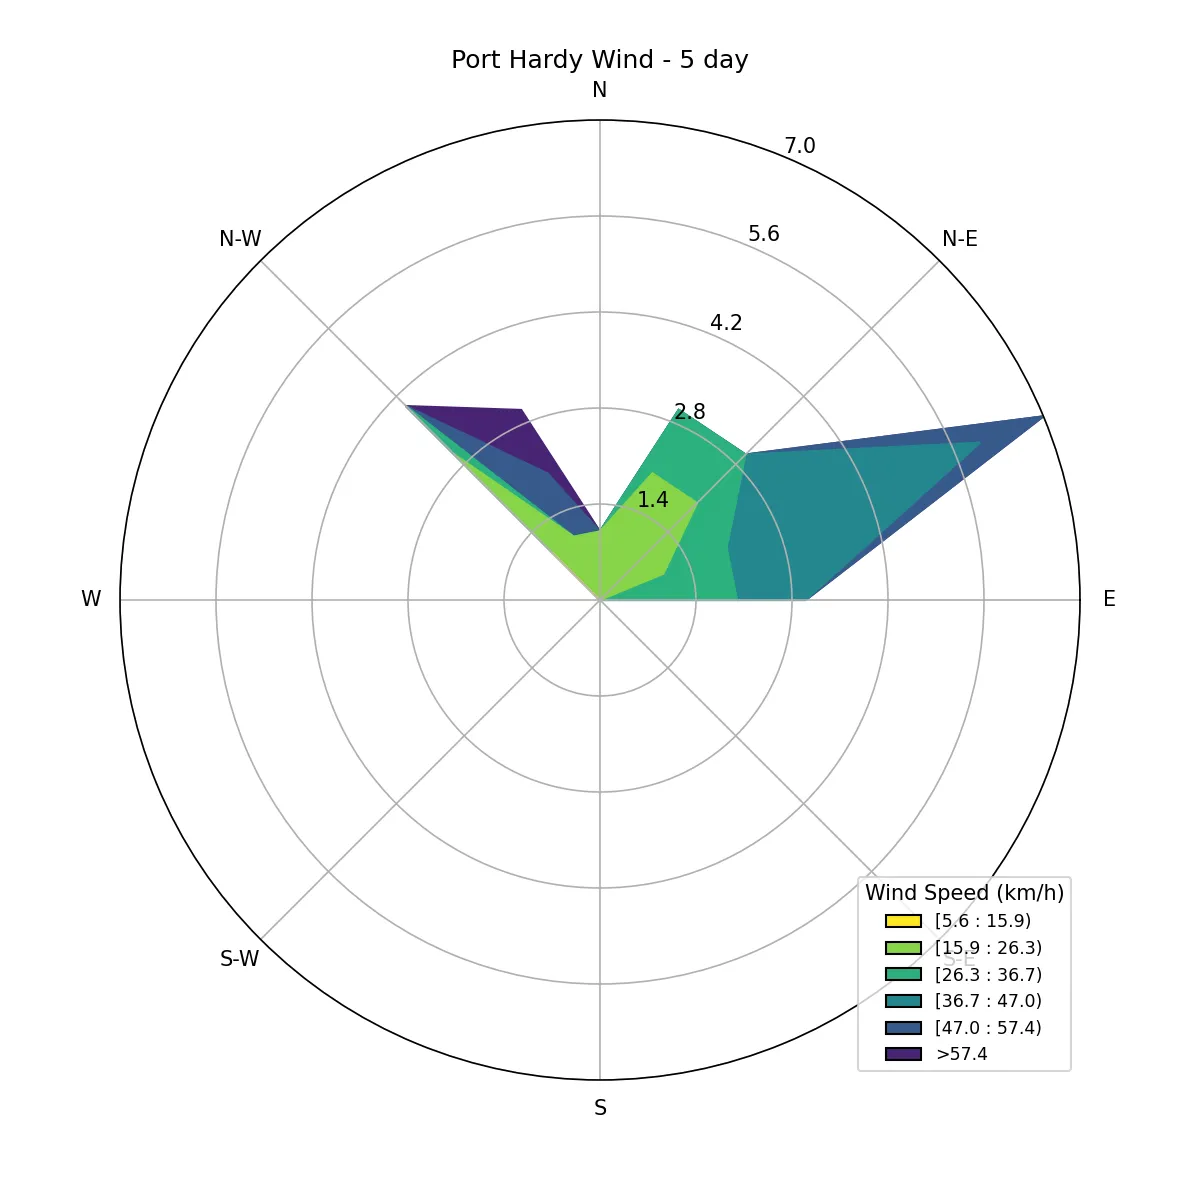 Port Hardy Wind - 5 day
N
7.0
N-W
5.6
N-E
4.2
2.8
1.4
W
E
S-W
S-E
S
Wind Speed (km/h)
[5.6 : 15.9)
[15.9 : 26.3)
[26.3 : 36.7)
[36.7 : 47.0)
[47.0 : 57.4)
>57.4